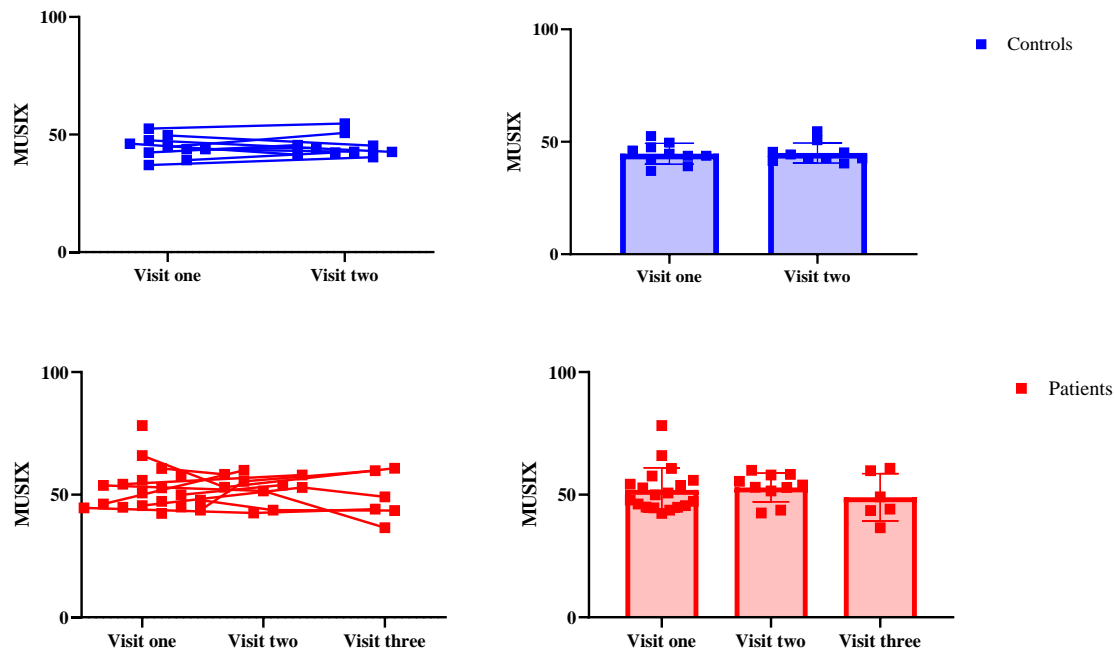 100
50
0
MUSIX
Visit one
Visit two
100
50
0
MUSIX
Visit one
Visit two
Controls
100
50
0
MUSIX
Visit one
Visit two
Visit three
100
50
0
MUSIX
Visit one
Visit two
Visit three
Patients